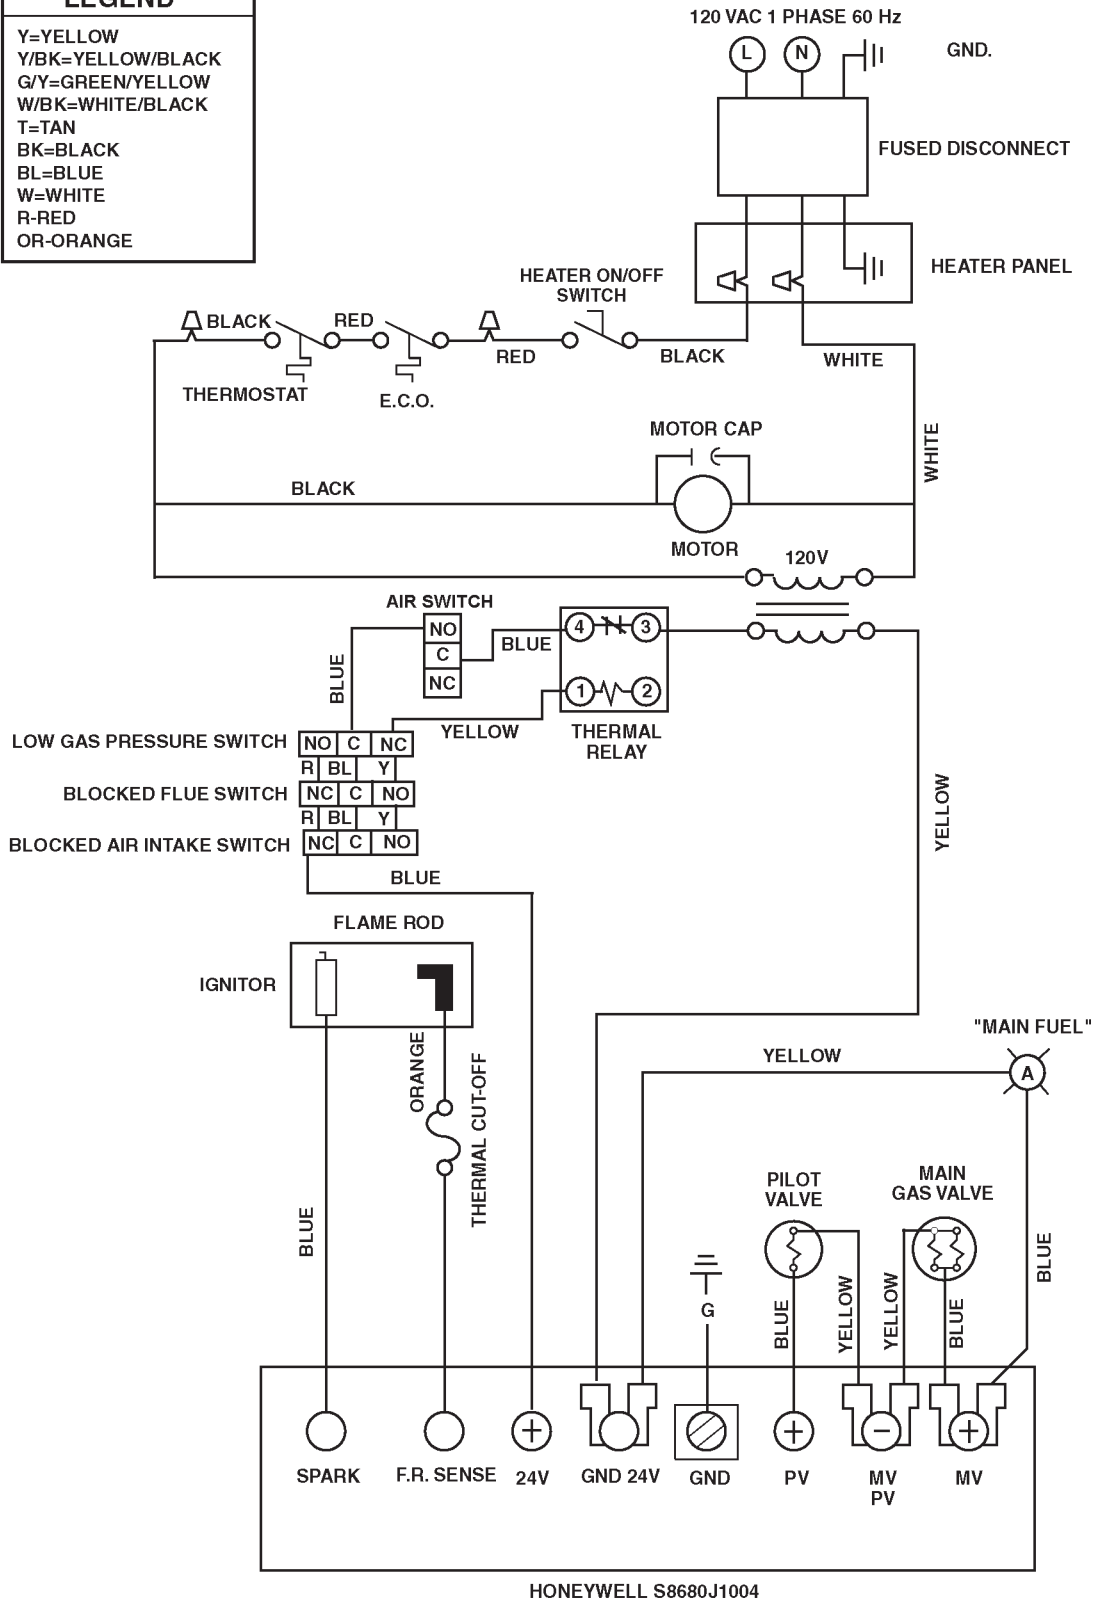 LEGEND
Y=YELLOW
Y/BK=YELLOW/BLACK
G/Y=GREEN/YELLOW
W/BK=WHITE/BLACK
T=TAN
BK=BLACK
BL=BLUE
W=WHITE
R-RED
OR-ORANGE
120 VAC 1 PHASE 60 Hz
L
N
GND.
FUSED DISCONNECT
HEATER PANEL
HEATER ON/OFF
SWITCH
BLACK
RED
RED
BLACK
WHITE
THERMOSTAT
E.C.O.
MOTOR CAP
WHITE
BLACK
MOTOR
120V
AIR SWITCH
NO
C
NC
BLUE
BLUE
4
3
1
2
YELLOW
THERMAL
RELAY
LOW GAS PRESSURE SWITCH
NO C NC
R BL Y
BLOCKED FLUE SWITCH
NC C NO
R BL Y
BLOCKED AIR INTAKE SWITCH
NC C NO
BLUE
YELLOW
FLAME ROD
IGNITOR
ORANGE
THERMAL CUT-OFF
"MAIN FUEL"
YELLOW
A
PILOT
VALVE
MAIN
GAS VALVE
BLUE
BLUE
G
BLUE
YELLOW
YELLOW
BLUE
+
+
−
+
SPARK
F.R. SENSE
24V
GND 24V
GND
PV
MV
PV
MV
HONEYWELL S8680J1004